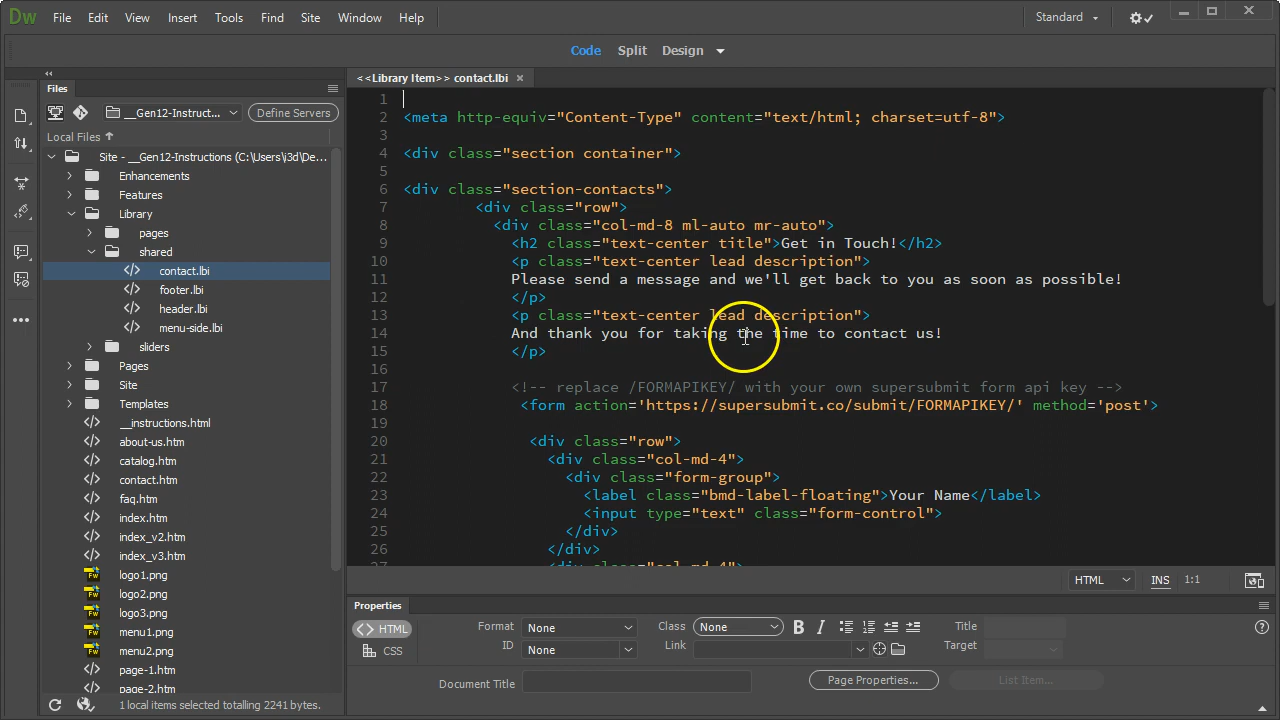 Dw File Edit View Insert Tools Find Site Window Help Standard
Code Split Design
Files
<<Library Item>> contact.lbi
__Gen12-Instruct... Define Servers
Local Files
Site - __Gen12-Instructions (C:\Users\i3d\De...
Enhancements
Features
Library
pages
shared
contact.lbi
footer.lbi
header.lbi
menu-side.lbi
sliders
Pages
Site
Templates
__instructions.html
about-us.htm
catalog.htm
contact.htm
faq.htm
index.htm
index_v2.htm
index_v3.htm
logo1.png
logo2.png
logo3.png
menu1.png
menu2.png
page-1.htm
page-2.htm
1 local items selected totalling 2241 bytes.
1
2 <meta http-equiv="Content-Type" content="text/html; charset=utf-8">
3
4 <div class="section container">
5
6 <div class="section-contacts">
7 <div class="row">
8 <div class="col-md-8 ml-auto mr-auto">
9 <h2 class="text-center title">Get in Touch!</h2>
10 <p class="text-center lead description">
11 Please send a message and we'll get back to you as soon as possible!
12 </p>
13 <p class="text-center lead description">
14 And thank you for taking the time to contact us!
15 </p>
16
17 <!-- replace /FORMAPIKEY/ with your own supersubmit form api key -->
18 <form action='https://supersubmit.co/submit/FORMAPIKEY/' method='post'>
19
20 <div class="row">
21 <div class="col-md-4">
22 <div class="form-group">
23 <label class="bmd-label-floating">Your Name</label>
24 <input type="text" class="form-control">
25 </div>
26 </div>
27 <div class="col-md-4">
HTML INS 1:1
Properties
<> HTML Format None Class None B I Title
CSS ID None Link Target
Document Title Page Properties... List Item...